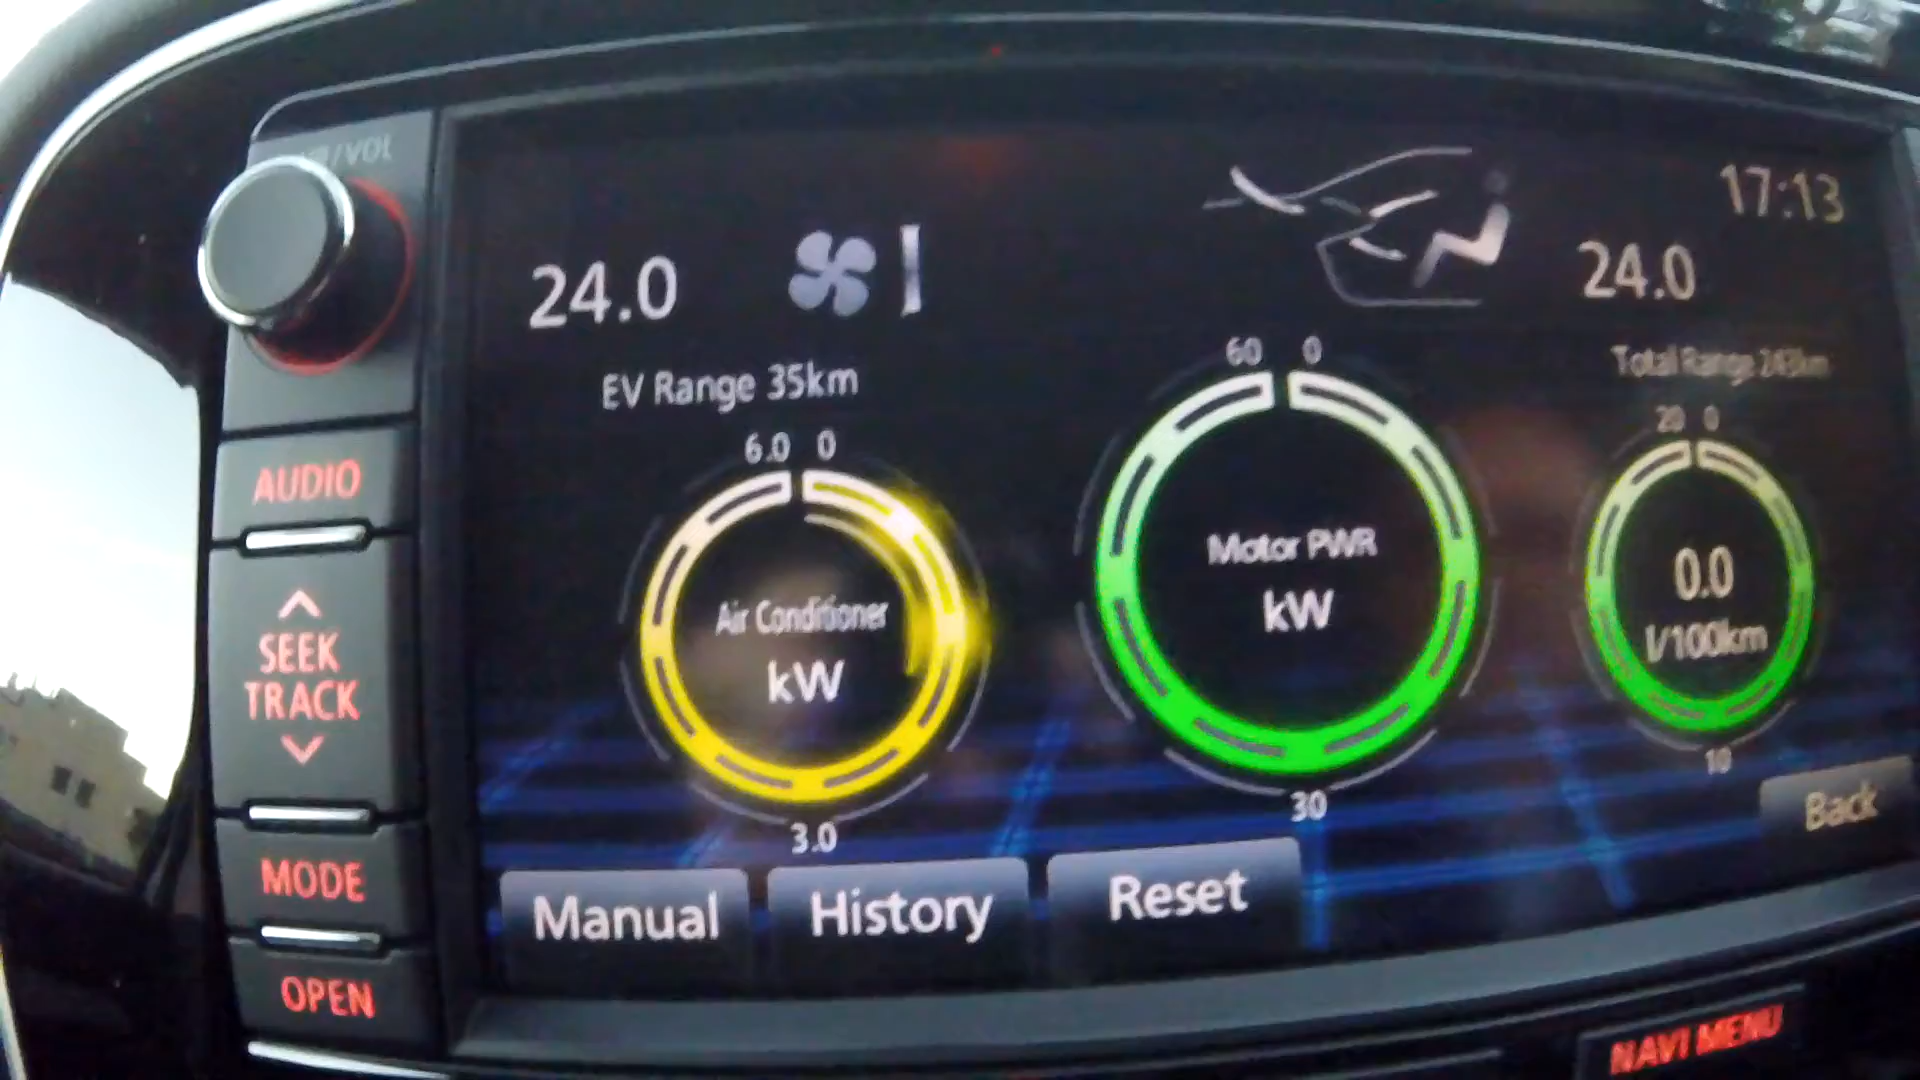 /VOL
AUDIO
SEEK
TRACK
MODE
OPEN
17:13
24.0
24.0
EV Range 35km
Total Range 243km
6.0 0
Air Conditioner
kW
3.0
60 0
Motor PWR
kW
30
20 0
0.0
l/100km
10
Back
Manual
History
Reset
NAVI MENU